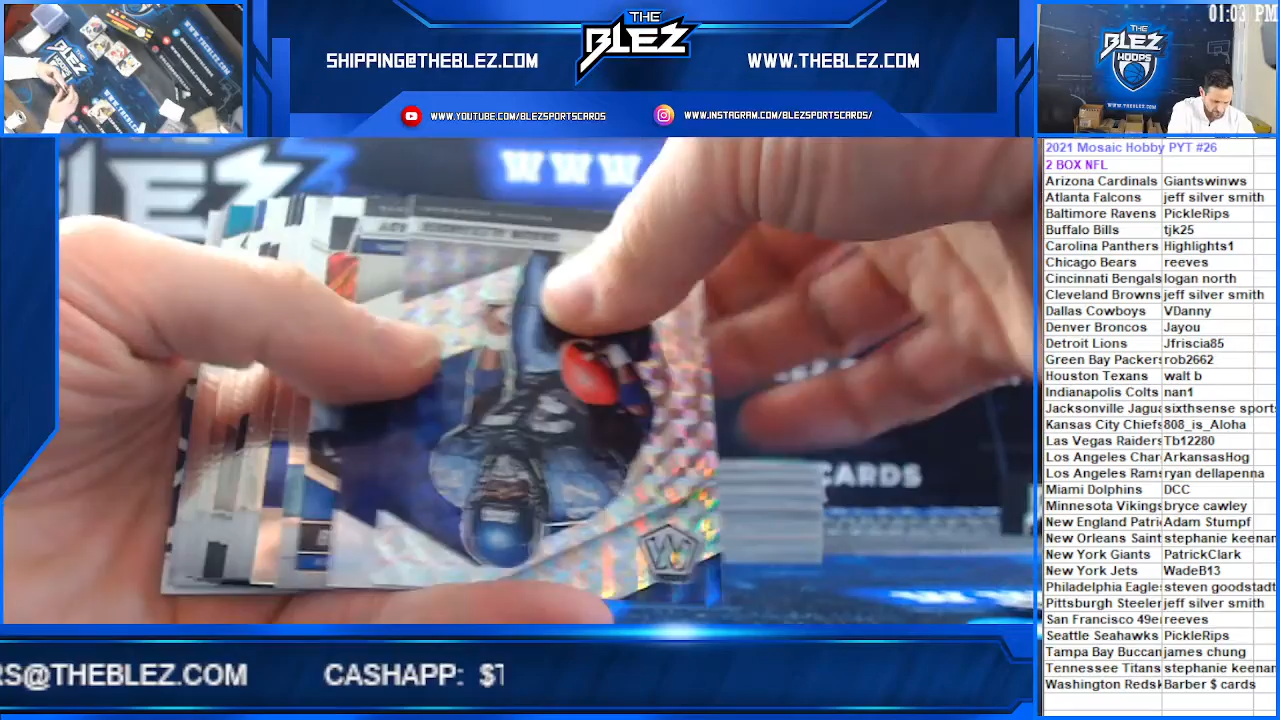 01:03 PM
THE
BLEZ
SHIPPING@THEBLEZ.COM
WWW.THEBLEZ.COM
WWW.YOUTUBE.COM/BLEZSPORTSCARDS
WWW.INSTAGRAM.COM/BLEZSPORTSCARDS/
THE
BLEZ
HOOPS
WWW.THEBLEZ.COM
2021 Mosaic Hobby PYT #26
2 BOX NFL
Arizona Cardinals Giantswinws
Atlanta Falcons jeff silver smith
Baltimore Ravens PickleRips
Buffalo Bills tjk25
Carolina Panthers Highlights1
Chicago Bears reeves
Cincinnati Bengals logan north
Cleveland Browns jeff silver smith
Dallas Cowboys VDanny
Denver Broncos Jayou
Detroit Lions Jfriscia85
Green Bay Packers rob2662
Houston Texans walt b
Indianapolis Colts nan1
Jacksonville Jagua sixthsense sport
Kansas City Chiefs 808_is_Aloha
Las Vegas Raiders Tb12280
Los Angeles Char ArkansasHog
Los Angeles Rams ryan dellapenna
Miami Dolphins DCC
Minnesota Vikings bryce cawley
New England Patri Adam Stumpf
New Orleans Saint stephanie keenan
New York Giants PatrickClark
New York Jets WadeB13
Philadelphia Eagle steven goodstadt
Pittsburgh Steeler jeff silver smith
San Francisco 49e reeves
Seattle Seahawks PickleRips
Tampa Bay Buccan james chung
Tennessee Titans stephanie keenan
Washington Redsk Barber $ cards
BLEZ
WWW
CARDS
RS@THEBLEZ.COM
CASHAPP: $T